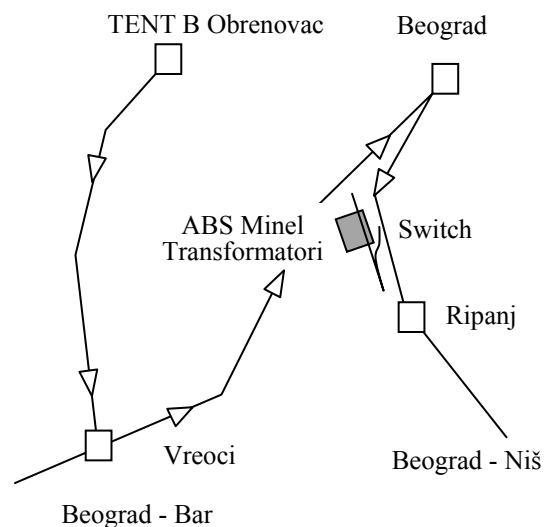 TENT B Obrenovac
Beograd
ABS Minel
Transformatori
Switch
Ripanj
Vreoci
Beograd - Niš
Beograd - Bar